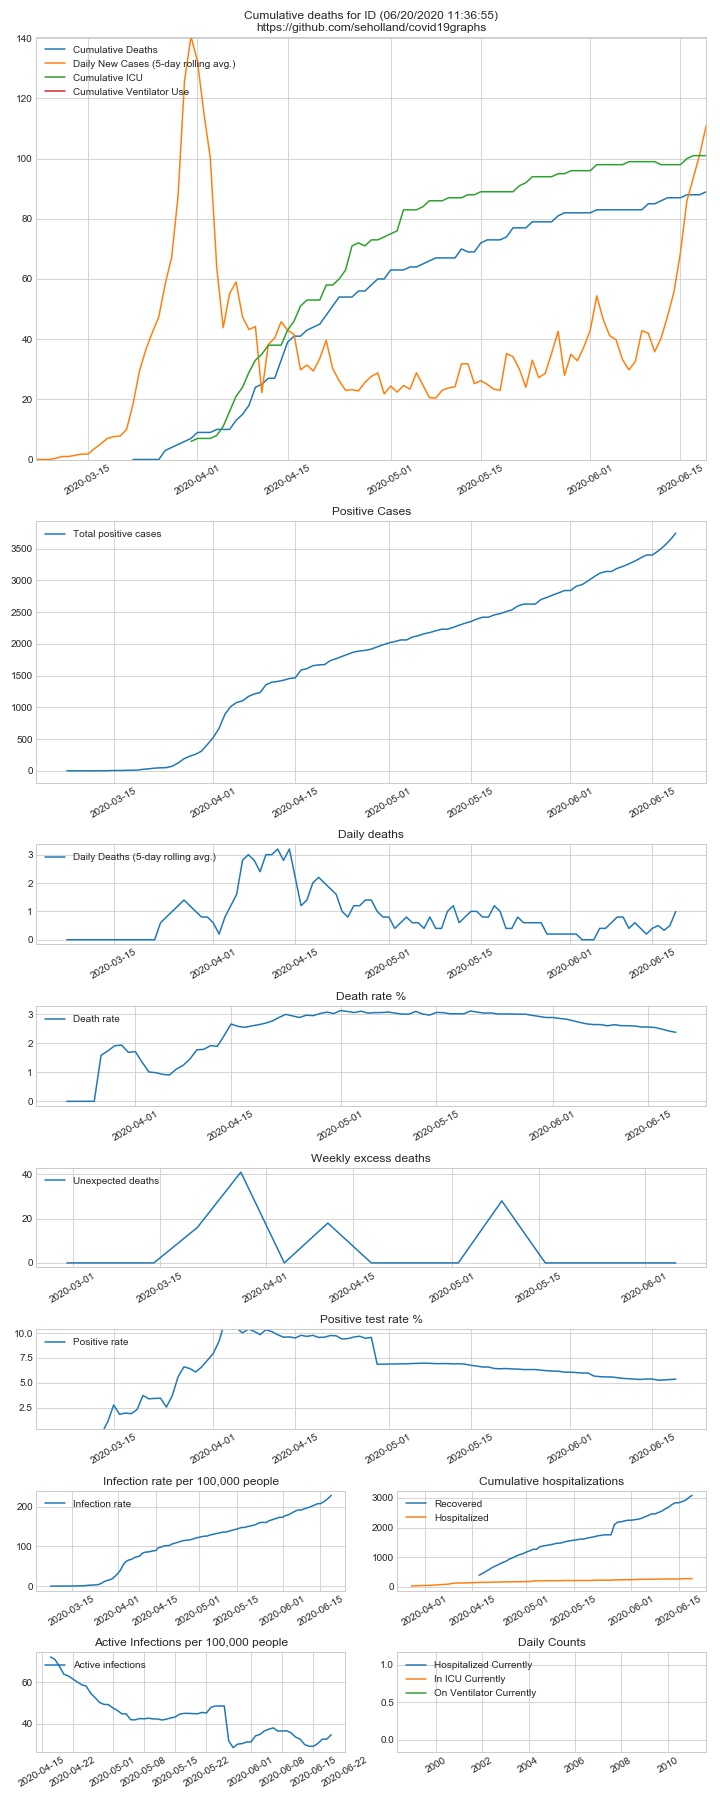 Cumulative deaths for ID (06/20/2020 11:36:55)
https://github.com/seholland/covid19graphs
Cumulative Deaths
Daily New Cases (5-day rolling avg.)
Cumulative ICU
Cumulative Ventilator Use
140
120
100
80
60
40
20
0
2020-03-15 2020-04-01 2020-04-15 2020-05-01 2020-05-15 2020-06-01 2020-06-15
Positive Cases
Total positive cases
3500
3000
2500
2000
1500
1000
500
0
2020-03-15 2020-04-01 2020-04-15 2020-05-01 2020-05-15 2020-06-01 2020-06-15
Daily deaths
Daily Deaths (5-day rolling avg.)
3
2
1
0
2020-03-15 2020-04-01 2020-04-15 2020-05-01 2020-05-15 2020-06-01 2020-06-15
Death rate %
Death rate
3
2
1
0
2020-04-01 2020-04-15 2020-05-01 2020-05-15 2020-06-01 2020-06-15
Weekly excess deaths
Unexpected deaths
40
20
0
2020-03-01 2020-03-15 2020-04-01 2020-04-15 2020-05-01 2020-05-15 2020-06-01
Positive test rate %
Positive rate
10.0
7.5
5.0
2.5
2020-03-15 2020-04-01 2020-04-15 2020-05-01 2020-05-15 2020-06-01 2020-06-15
Infection rate per 100,000 people
Infection rate
200
100
0
2020-03-15 2020-04-01 2020-04-15 2020-05-01 2020-05-15 2020-06-01 2020-06-15
Cumulative hospitalizations
Recovered
Hospitalized
3000
2000
1000
0
2020-04-01 2020-04-15 2020-05-01 2020-05-15 2020-06-01 2020-06-15
Active Infections per 100,000 people
Active infections
60
40
2020-04-15 2020-04-22 2020-05-01 2020-05-08 2020-05-15 2020-05-22 2020-06-01 2020-06-08 2020-06-15 2020-06-22
Daily Counts
Hospitalized Currently
In ICU Currently
On Ventilator Currently
1.0
0.5
0.0
2000 2002 2004 2006 2008 2010